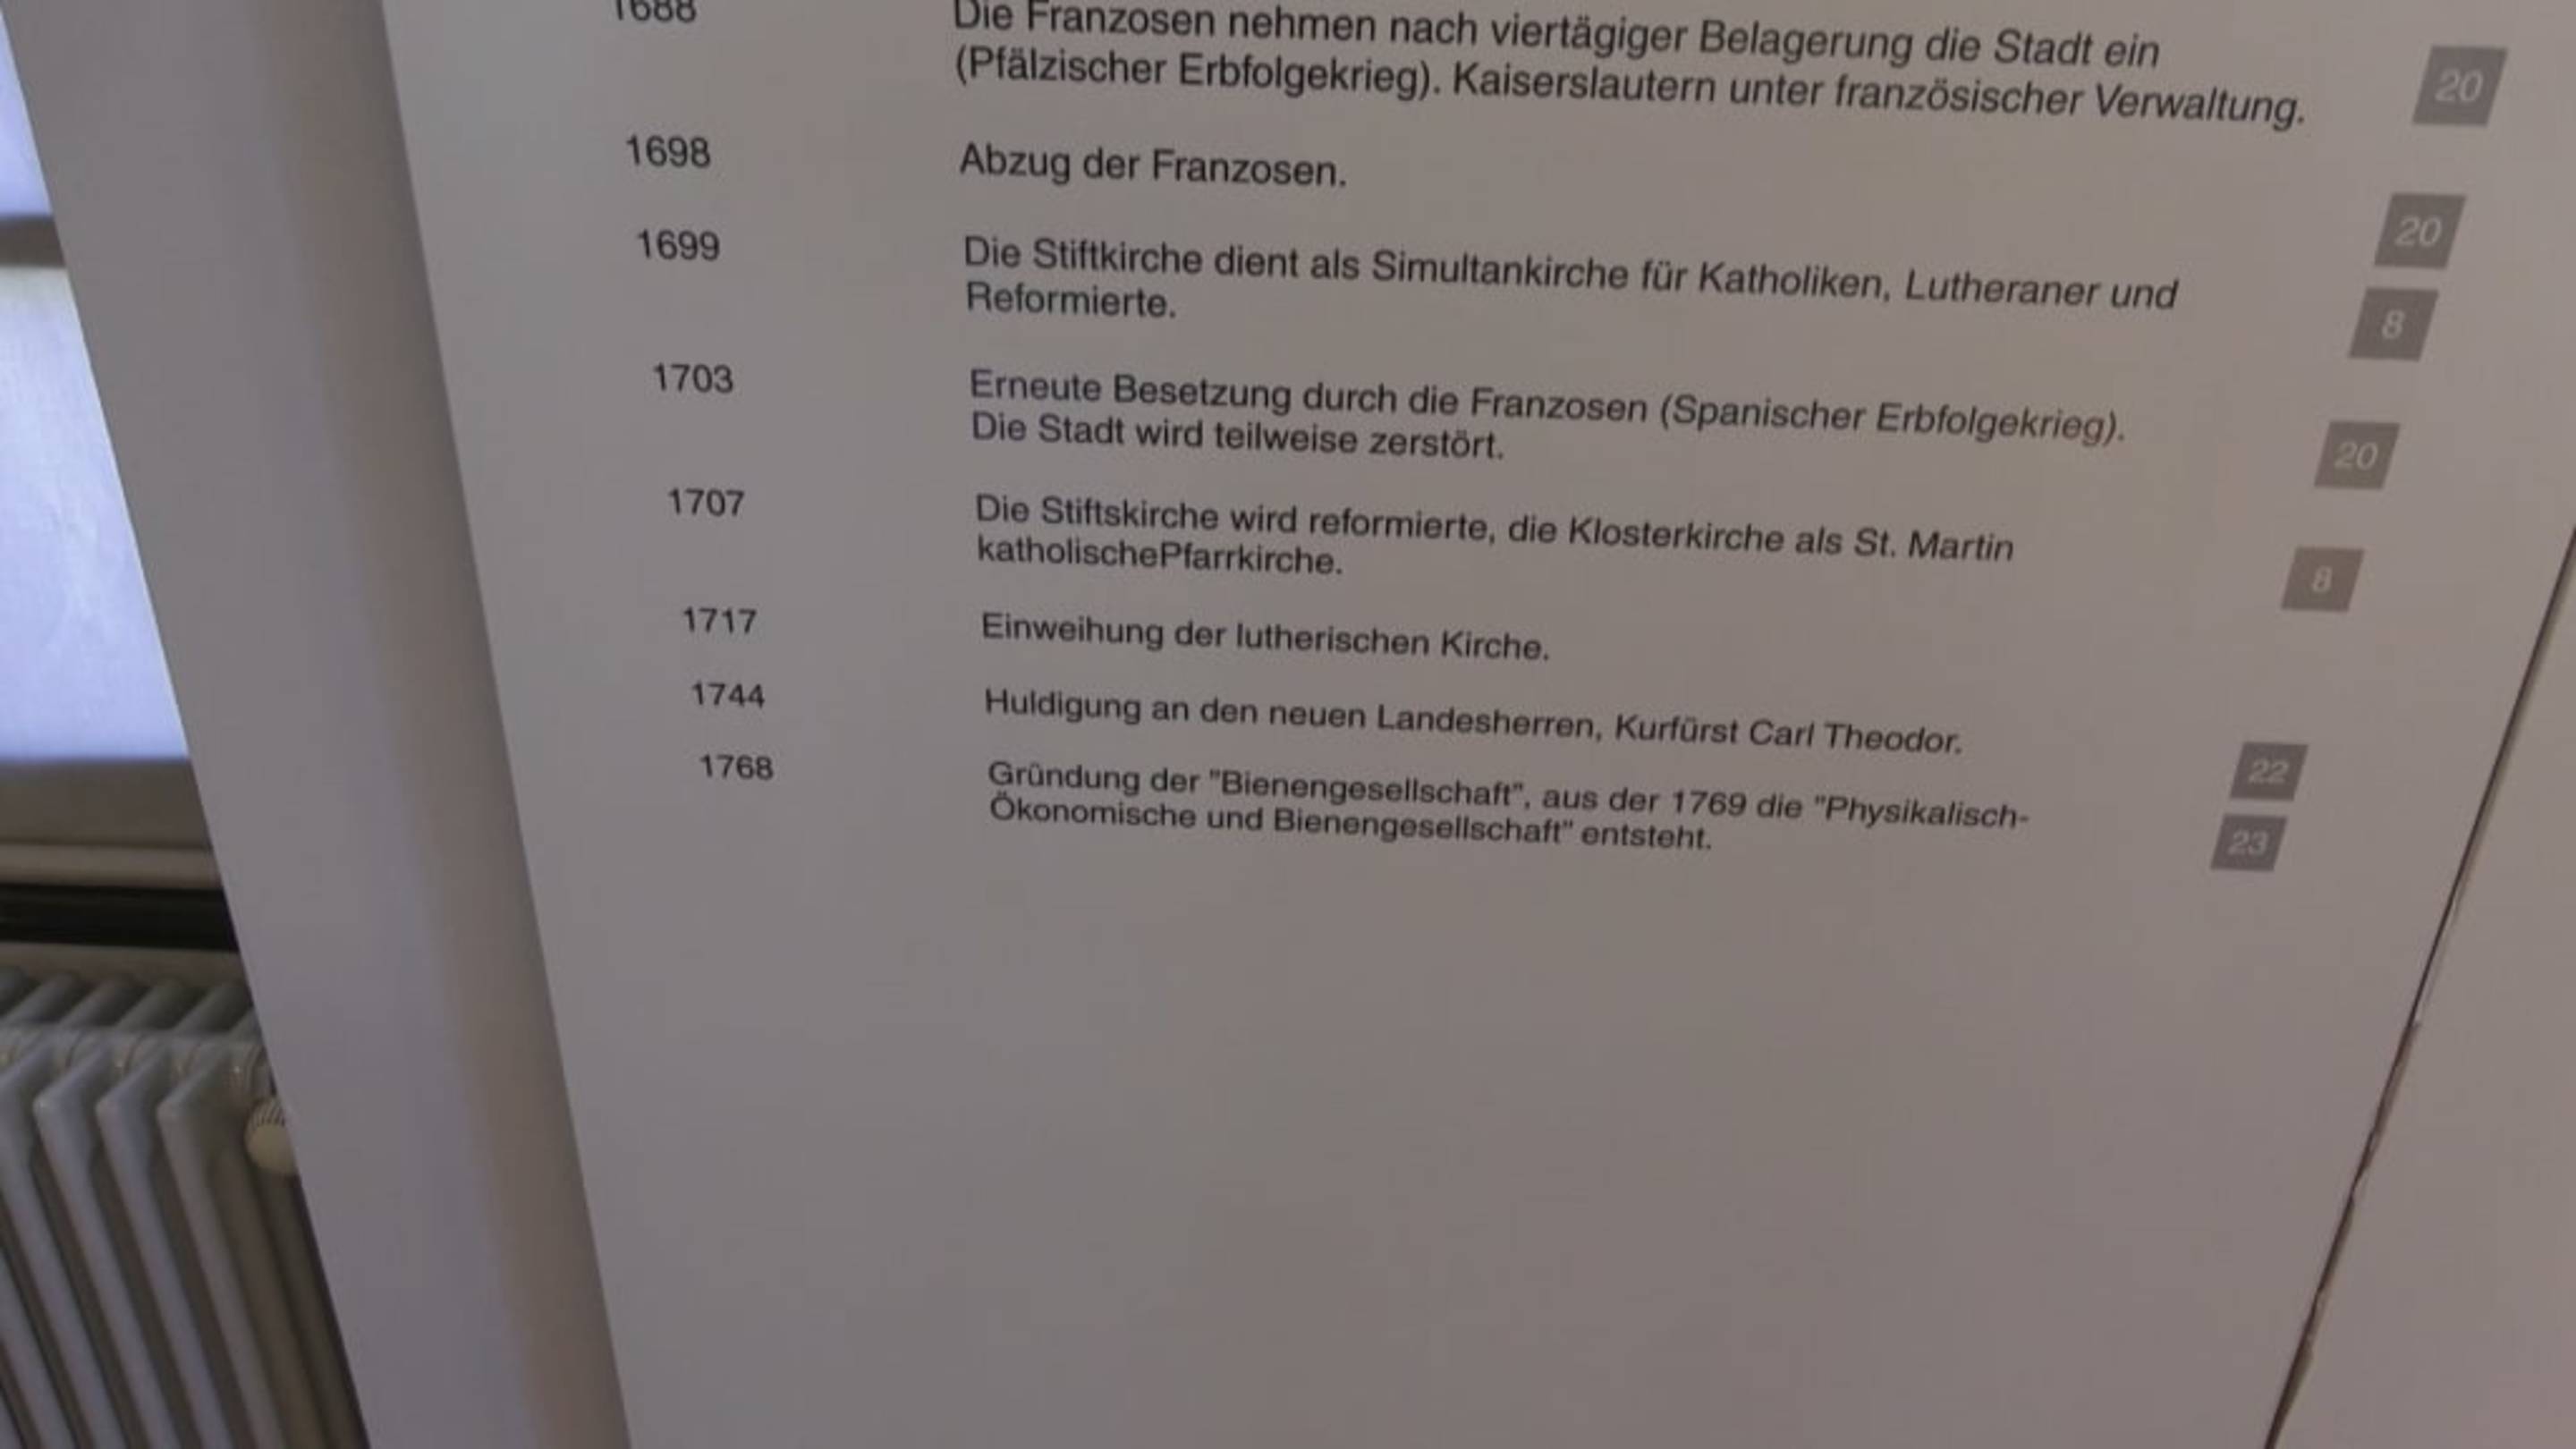 1688 Die Franzosen nehmen nach viertägiger Belagerung die Stadt ein
(Pfälzischer Erbfolgekrieg). Kaiserslautern unter französischer Verwaltung. 20
1698 Abzug der Franzosen. 20
1699 Die Stiftkirche dient als Simultankirche für Katholiken, Lutheraner und 8
Reformierte.
1703 Erneute Besetzung durch die Franzosen (Spanischer Erbfolgekrieg). 20
Die Stadt wird teilweise zerstört.
1707 Die Stiftskirche wird reformierte, die Klosterkirche als St. Martin 8
katholischePfarrkirche.
1717 Einweihung der lutherischen Kirche.
1744 Huldigung an den neuen Landesherren, Kurfürst Carl Theodor. 22
1768 Gründung der "Bienengesellschaft", aus der 1769 die "Physikalisch- 23
Ökonomische und Bienengesellschaft" entsteht.